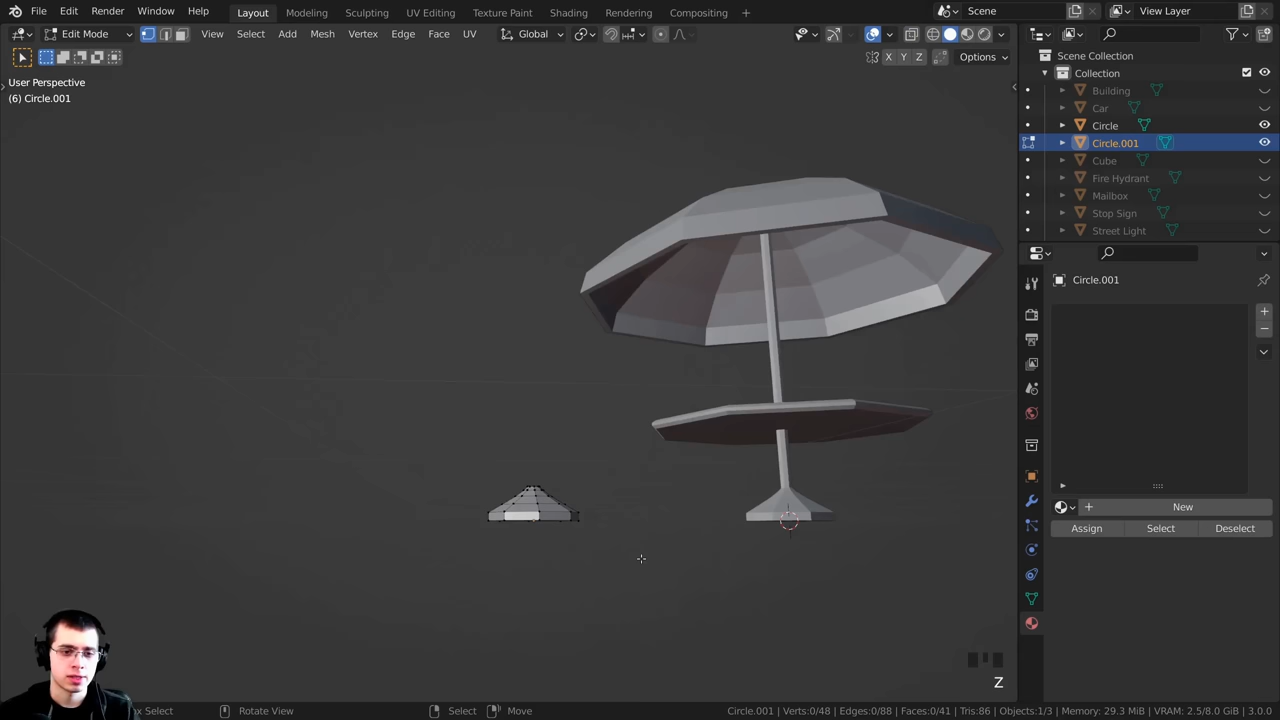 File Edit Render Window Help Layout Modeling Sculpting UV Editing Texture Paint Shading Rendering Compositing + Scene View Layer
Edit Mode View Select Add Mesh Vertex Edge Face UV Global
X Y Z Options
User Perspective
(6) Circle.001
Scene Collection
Collection
Building
Car
Circle
Circle.001
Cube
Fire Hydrant
Mailbox
Stop Sign
Street Light
Circle.001
New
Assign Select Deselect
Z
Box Select Rotate View Select Move Circle.001 | Verts:0/48 | Edges:0/88 | Faces:0/41 | Tris:86 | Objects:1/3 | Memory: 29.3 MiB | VRAM: 2.5/8.0 GiB | 3.0.0